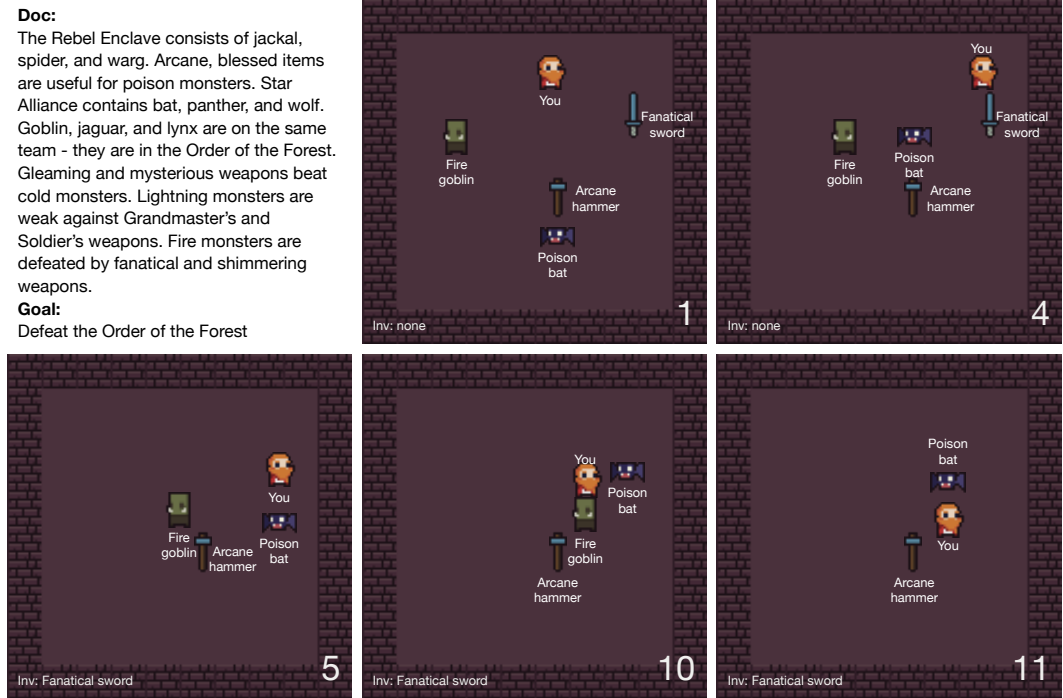 Doc:
The Rebel Enclave consists of jackal,
spider, and warg. Arcane, blessed items
are useful for poison monsters. Star
Alliance contains bat, panther, and wolf.
Goblin, jaguar, and lynx are on the same
team - they are in the Order of the Forest.
Gleaming and mysterious weapons beat
cold monsters. Lightning monsters are
weak against Grandmaster's and
Soldier's weapons. Fire monsters are
defeated by fanatical and shimmering
weapons.
Goal:
Defeat the Order of the Forest
You
Fanatical
sword
Fire
goblin
Arcane
hammer
Poison
bat
Inv: none
1
You
Fanatical
sword
Fire
goblin
Poison
bat
Arcane
hammer
Inv: none
4
You
Fire
goblin
Arcane
hammer
Poison
bat
Inv: Fanatical sword
5
You
Poison
bat
Fire
goblin
Arcane
hammer
Inv: Fanatical sword
10
Poison
bat
You
Arcane
hammer
Inv: Fanatical sword
11